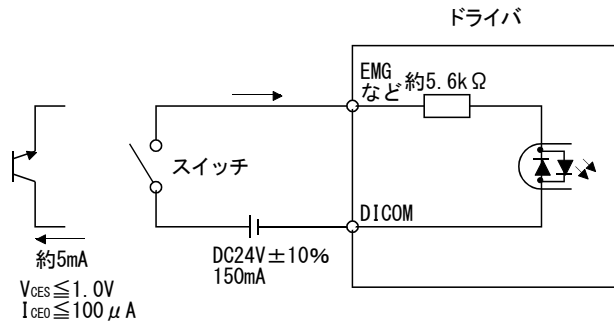 ドライバ
EMG
など
約5.6kΩ
スイッチ
DICOM
DC24V±10%
150mA
約5mA
VCES≦1.0V
ICEO≦100μA